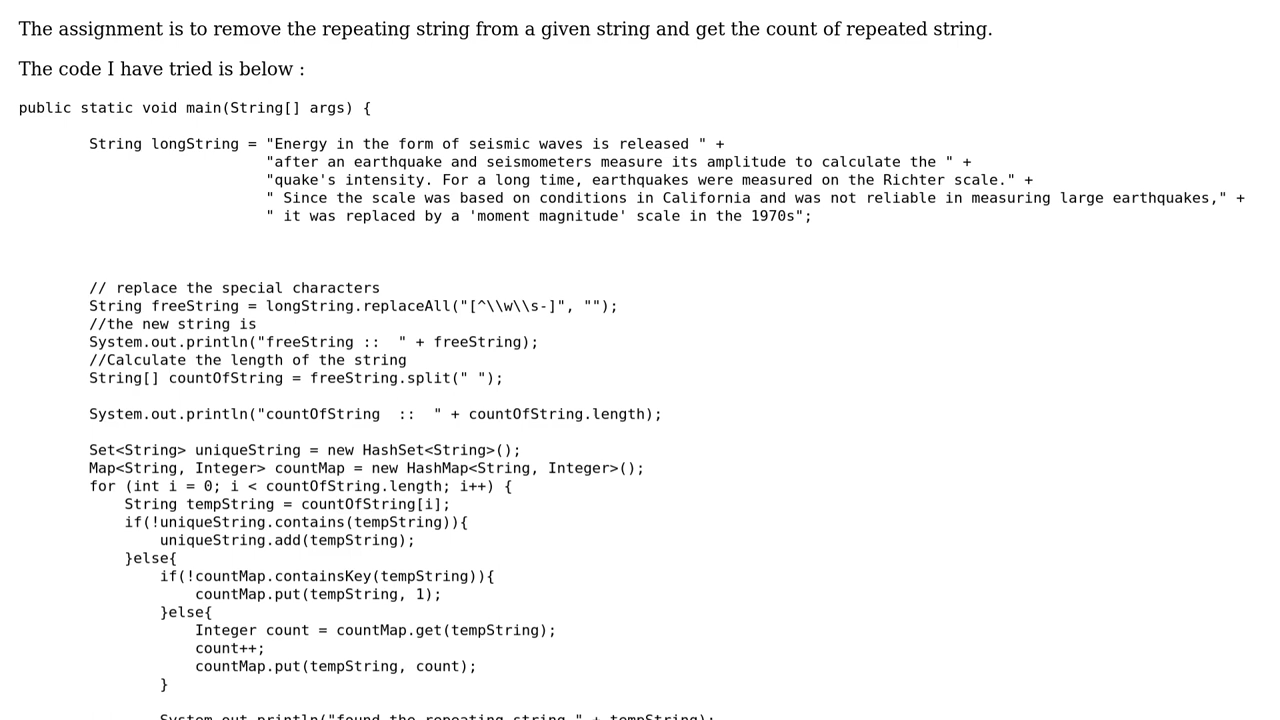 The assignment is to remove the repeating string from a given string and get the count of repeated string.
The code I have tried is below :
public static void main(String[] args) {
String longString = "Energy in the form of seismic waves is released " +
"after an earthquake and seismometers measure its amplitude to calculate the " +
"quake's intensity. For a long time, earthquakes were measured on the Richter scale." +
" Since the scale was based on conditions in California and was not reliable in measuring large earthquakes," +
" it was replaced by a 'moment magnitude' scale in the 1970s";
// replace the special characters
String freeString = longString.replaceAll("[^\\w\\s-]", "");
//the new string is
System.out.println("freeString ::  " + freeString);
//Calculate the length of the string
String[] countOfString = freeString.split(" ");
System.out.println("countOfString  ::  " + countOfString.length);
Set<String> uniqueString = new HashSet<String>();
Map<String, Integer> countMap = new HashMap<String, Integer>();
for (int i = 0; i < countOfString.length; i++) {
String tempString = countOfString[i];
if(!uniqueString.contains(tempString)){
uniqueString.add(tempString);
}else{
if(!countMap.containsKey(tempString)){
countMap.put(tempString, 1);
}else{
Integer count = countMap.get(tempString);
count++;
countMap.put(tempString, count);
}
System.out.println("found the repeating string " + tempString);